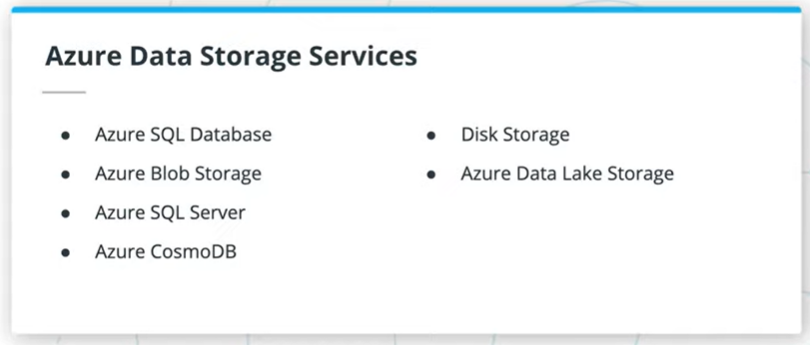 Azure Data Storage Services
● Azure SQL Database
● Azure Blob Storage
● Azure SQL Server
● Azure CosmoDB
● Disk Storage
● Azure Data Lake Storage